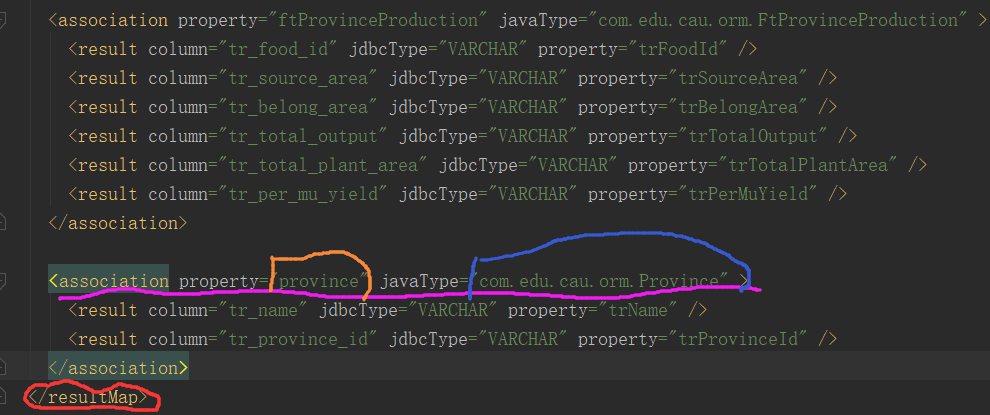 <association property="ftProvinceProduction" javaType="com.edu.cau.orm.FtProvinceProduction" >
<result column="tr_food_id" jdbcType="VARCHAR" property="trFoodId" />
<result column="tr_source_area" jdbcType="VARCHAR" property="trSourceArea" />
<result column="tr_belong_area" jdbcType="VARCHAR" property="trBelongArea" />
<result column="tr_total_output" jdbcType="VARCHAR" property="trTotalOutput" />
<result column="tr_total_plant_area" jdbcType="VARCHAR" property="trTotalPlantArea" />
<result column="tr_per_mu_yield" jdbcType="VARCHAR" property="trPerMuYield" />
</association>
<association property="province" javaType="com.edu.cau.orm.Province" >
<result column="tr_name" jdbcType="VARCHAR" property="trName" />
<result column="tr_province_id" jdbcType="VARCHAR" property="trProvinceId" />
</association>
</resultMap>